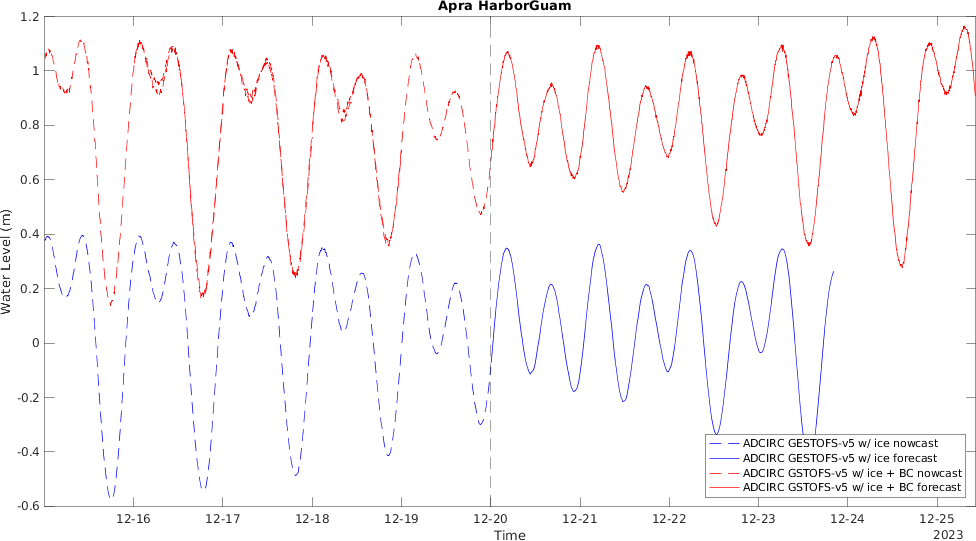 Apra HarborGuam
1.2
1
0.8
0.6
0.4
0.2
0
-0.2
-0.4
-0.6
Water Level (m)
ADCIRC GESTOFS-v5 w/ ice nowcast
ADCIRC GESTOFS-v5 w/ ice forecast
ADCIRC GSTOFS-v5 w/ ice + BC nowcast
ADCIRC GSTOFS-v5 w/ ice + BC forecast
12-16 12-17 12-18 12-19 12-20 12-21 12-22 12-23 12-24 12-25
Time
2023